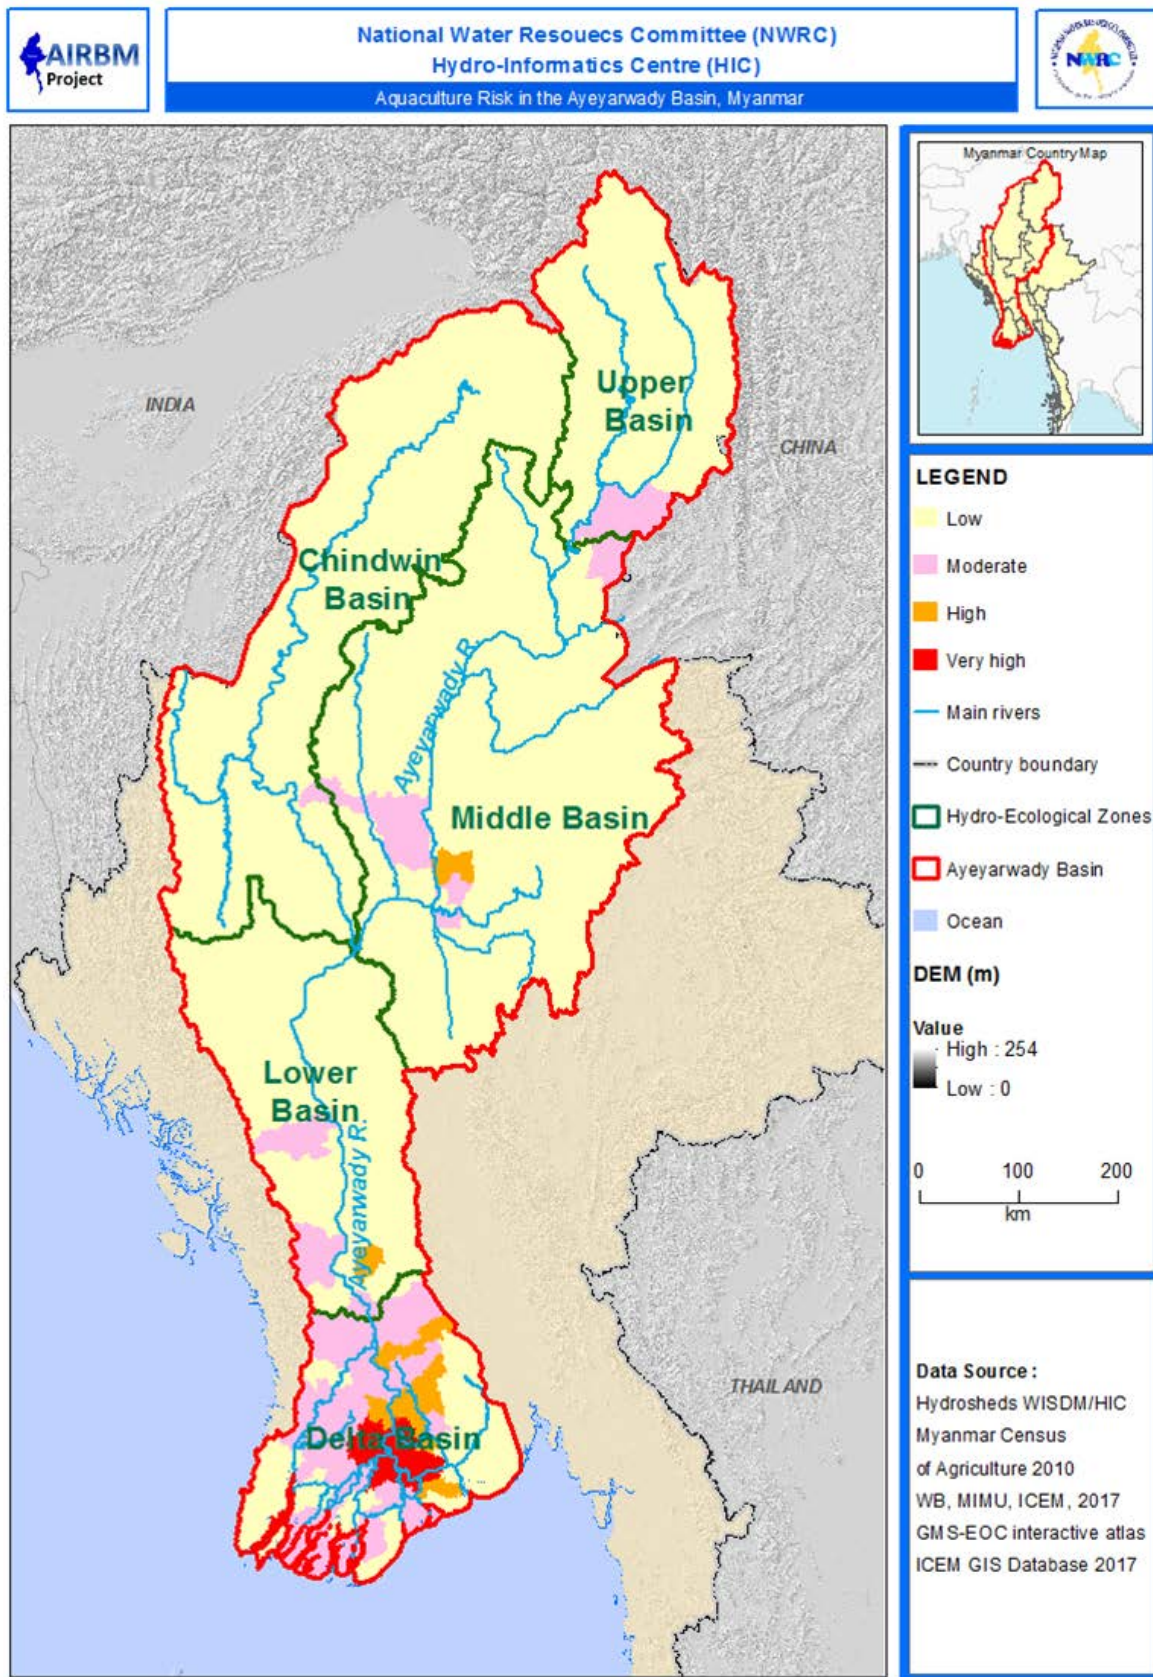 AIRBM
Project
National Water Resouecs Committee (NWRC)
Hydro-Informatics Centre (HIC)
Aquaculture Risk in the Ayeyarwady Basin, Myanmar
NWRC
Myanmar Country Map
INDIA
CHINA
Upper
Basin
Chindwin
Basin
Ayeyarwady R.
Middle Basin
Lower
Basin
Ayeyarwady R.
Delta Basin
THAILAND
LEGEND
Low
Moderate
High
Very high
Main rivers
Country boundary
Hydro-Ecological Zones
Ayeyarwady Basin
Ocean
DEM (m)
Value
High : 254
Low : 0
0 100 200
km
Data Source :
Hydrosheds WISDM/HIC
Myanmar Census
of Agriculture 2010
WB, MIMU, ICEM, 2017
GMS-EOC interactive atlas
ICEM GIS Database 2017